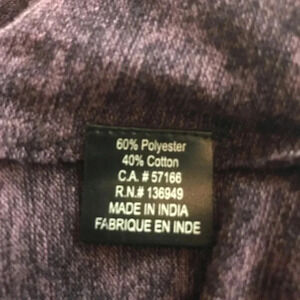 60% Polyester
40% Cotton
C.A. # 57166
R.N.# 136949
MADE IN INDIA
FABRIQUE EN INDE